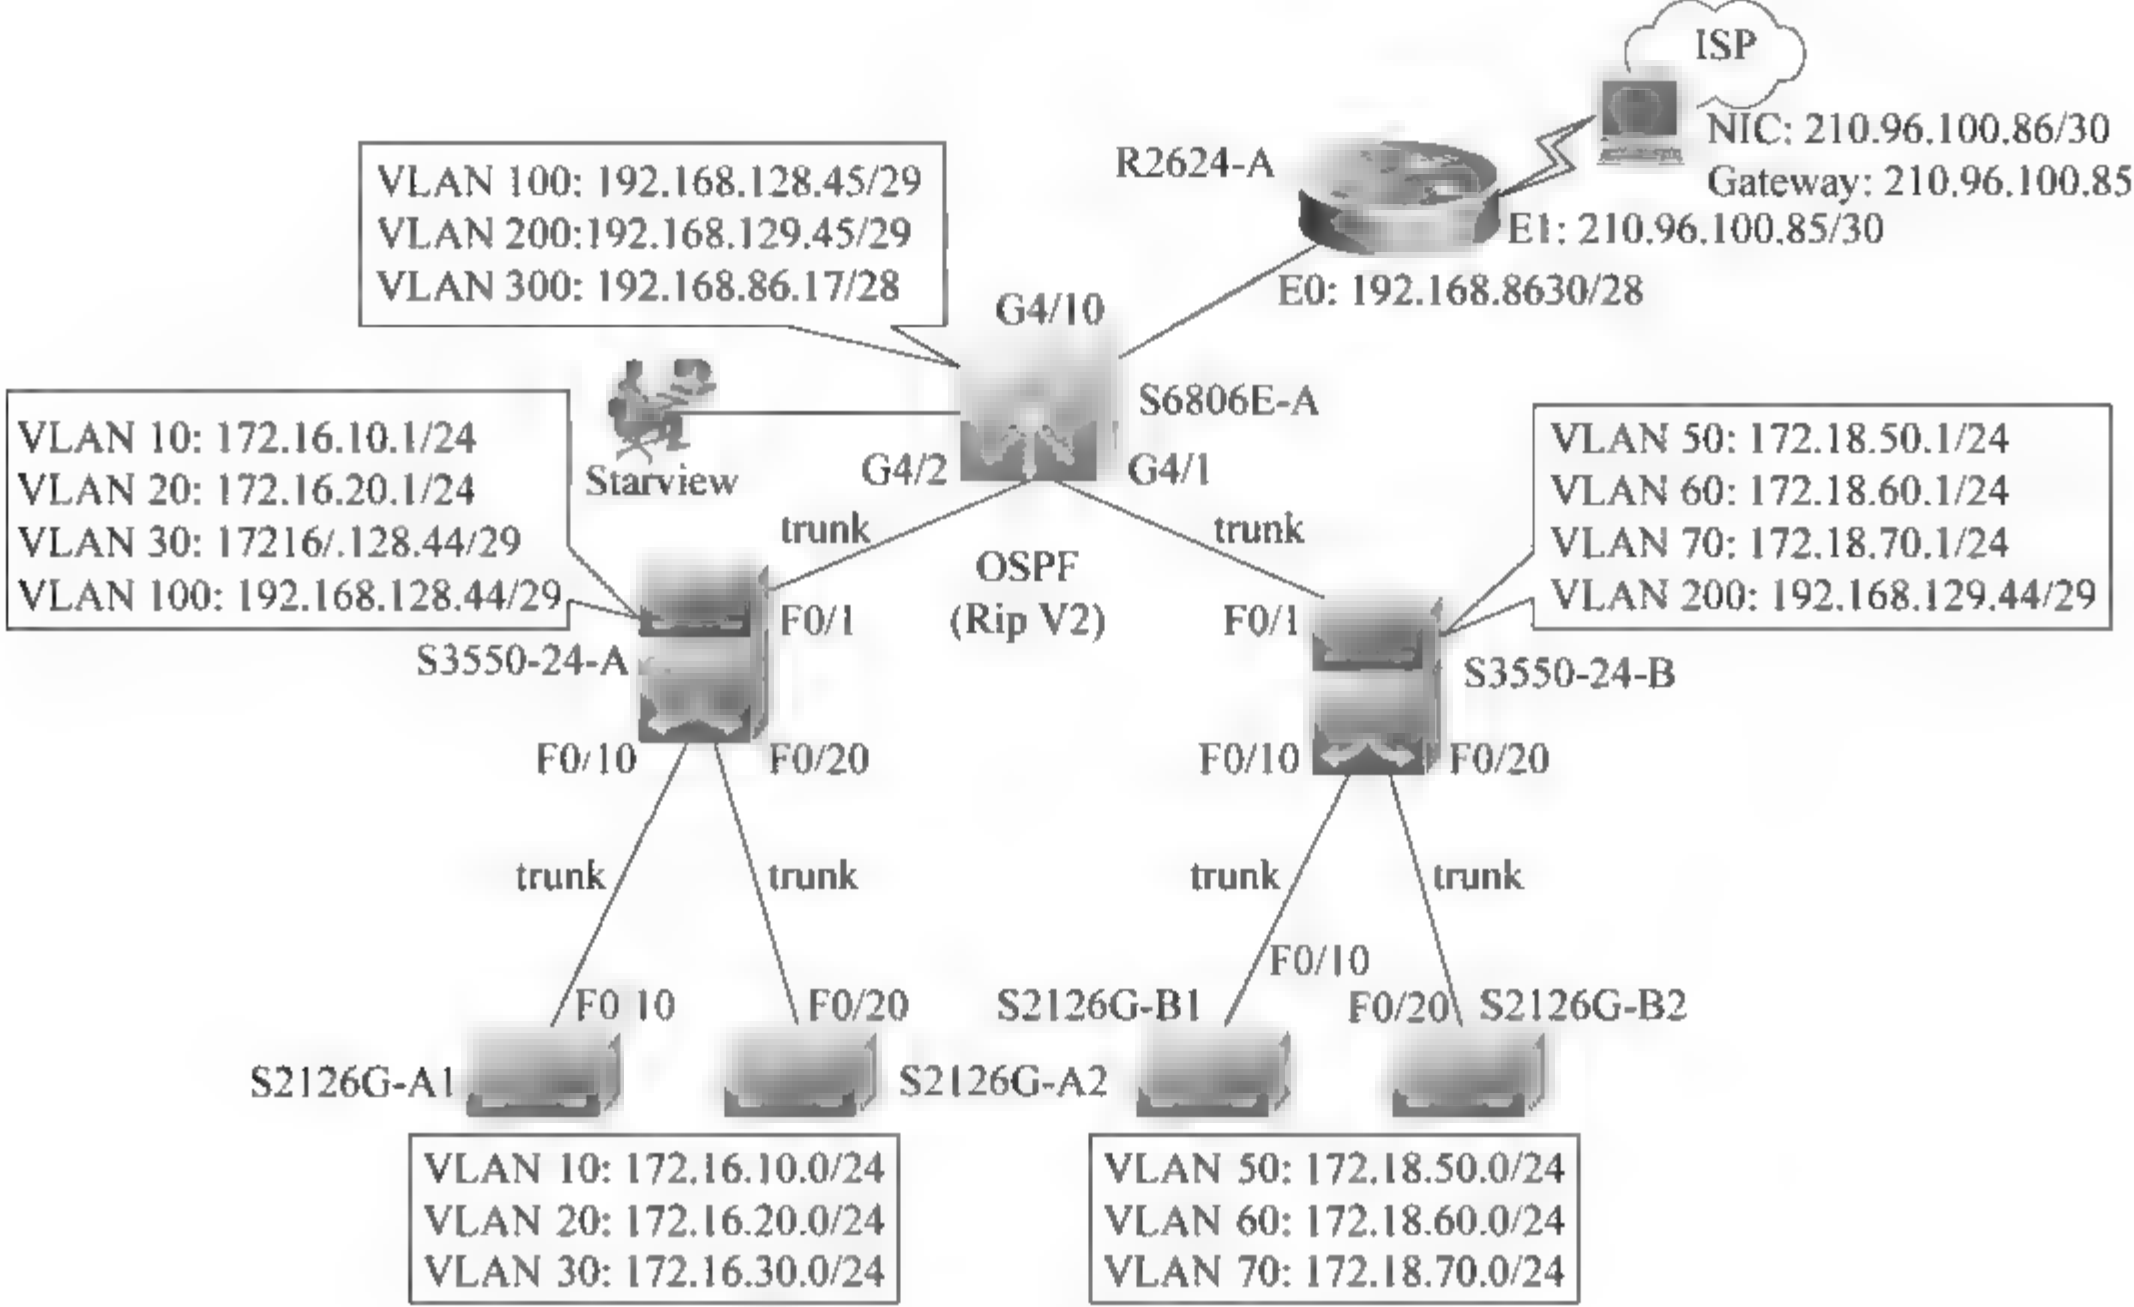 ISP
NIC: 210.96.100.86/30
Gateway: 210.96.100.85
R2624-A
E1: 210.96.100.85/30
E0: 192.168.8630/28
VLAN 100: 192.168.128.45/29
VLAN 200:192.168.129.45/29
VLAN 300: 192.168.86.17/28
G4/10
S6806E-A
Starview
G4/2
G4/1
VLAN 10: 172.16.10.1/24
VLAN 20: 172.16.20.1/24
VLAN 30: 17216/.128.44/29
VLAN 100: 192.168.128.44/29
VLAN 50: 172.18.50.1/24
VLAN 60: 172.18.60.1/24
VLAN 70: 172.18.70.1/24
VLAN 200: 192.168.129.44/29
trunk
trunk
OSPF
(Rip V2)
F0/1
F0/1
S3550-24-A
S3550-24-B
F0/10
F0/20
F0/10
F0/20
trunk
trunk
trunk
trunk
F0/10
F0 10
F0/20
S2126G-B1
F0/20
S2126G-B2
S2126G-A1
S2126G-A2
VLAN 10: 172.16.10.0/24
VLAN 20: 172.16.20.0/24
VLAN 30: 172.16.30.0/24
VLAN 50: 172.18.50.0/24
VLAN 60: 172.18.60.0/24
VLAN 70: 172.18.70.0/24